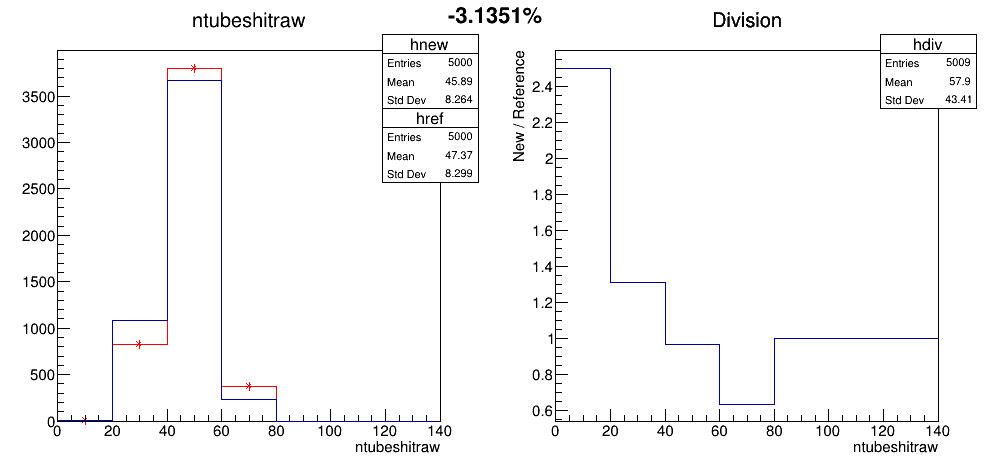 -3.1351%
ntubeshitraw
hnew
Entries 5000
Mean 45.89
Std Dev 8.264
href
Entries 5000
Mean 47.37
Std Dev 8.299
3500
3000
2500
2000
1500
1000
500
0
0 20 40 60 80 100 120 140
ntubeshitraw
Division
hdiv
Entries 5009
Mean 57.9
Std Dev 43.41
New / Reference
2.4
2.2
2
1.8
1.6
1.4
1.2
1
0.8
0.6
0 20 40 60 80 100 120 140
ntubeshitraw